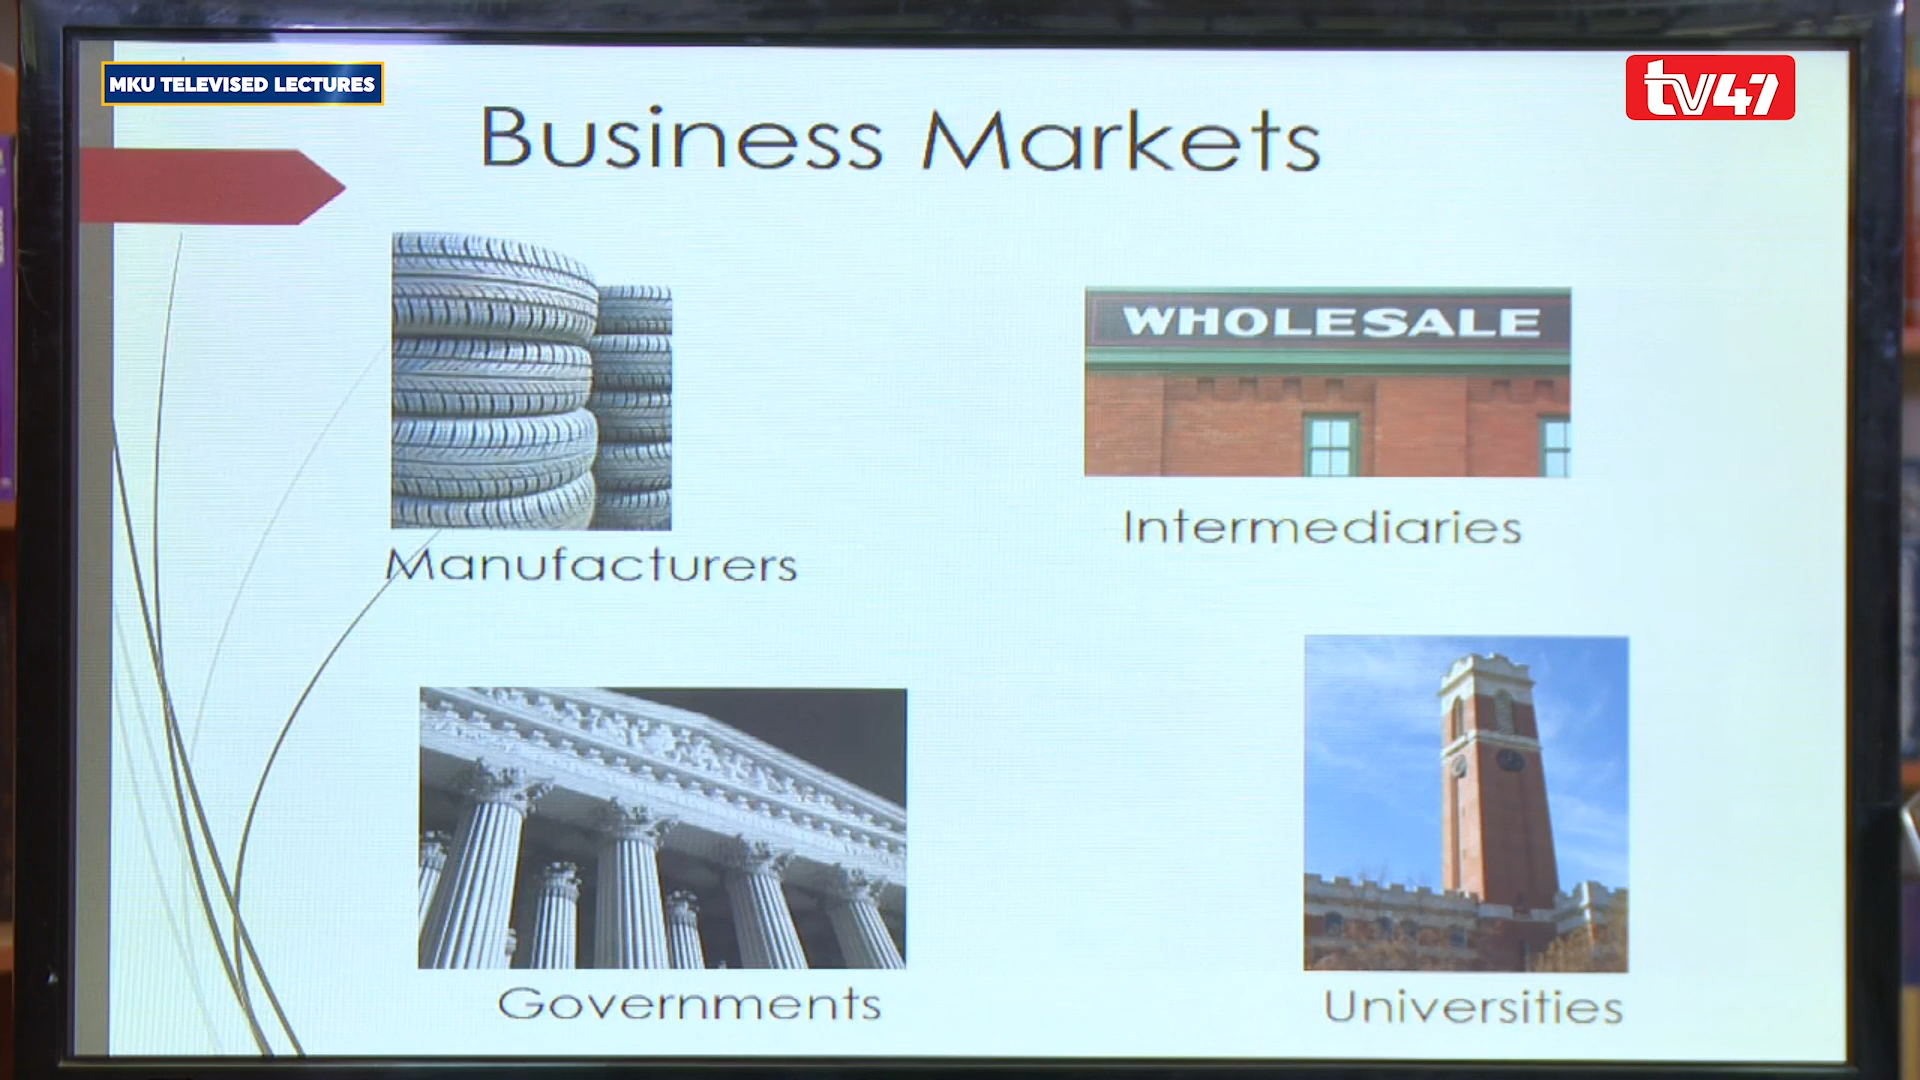 MKU TELEVISED LECTURES
tv47
Business Markets
WHOLESALE
Intermediaries
Manufacturers
Governments
Universities